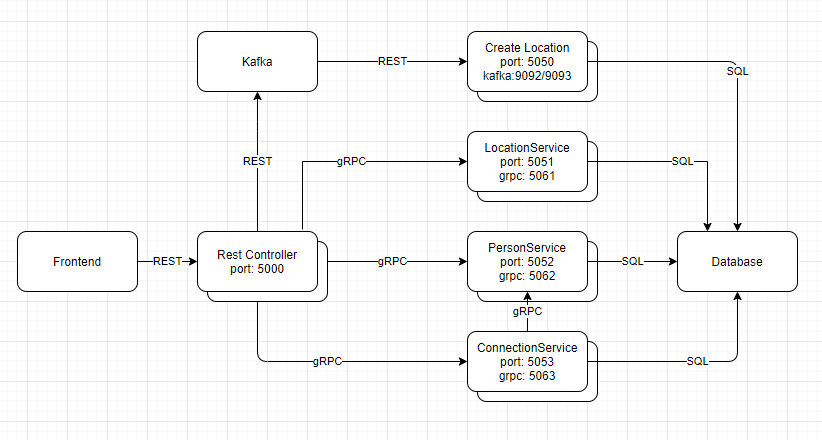 Kafka
REST
Create Location
port: 5050
kafka:9092/9093
SQL
REST
gRPC
LocationService
port: 5051
grpc: 5061
SQL
Frontend
REST
Rest Controller
port: 5000
gRPC
PersonService
port: 5052
grpc: 5062
SQL
Database
gRPC
gRPC
ConnectionService
port: 5053
grpc: 5063
SQL